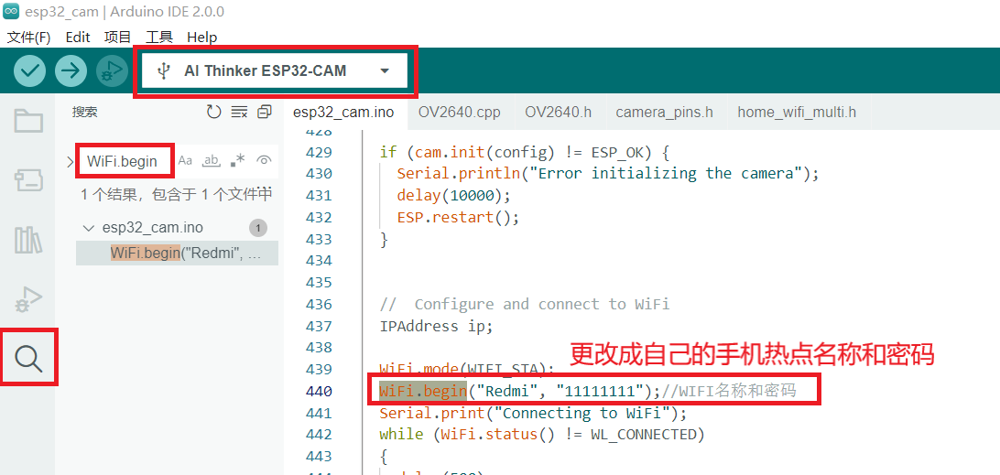 esp32_cam | Arduino IDE 2.0.0
文件(F) Edit 项目 工具 Help
AI Thinker ESP32-CAM
搜索
esp32_cam.ino OV2640.cpp OV2640.h camera_pins.h home_wifi_multi.h
WiFi.begin Aa ab .*
1 个结果，包含于 1 个文件中
esp32_cam.ino 1
WiFi.begin("Redmi", ...
428
429 if (cam.init(config) != ESP_OK) {
430 Serial.println("Error initializing the camera");
431 delay(10000);
432 ESP.restart();
433 }
434
435
436 // Configure and connect to WiFi
437 IPAddress ip;
438
更改成自己的手机热点名称和密码
439 WiFi.mode(WIFI_STA);
440 WiFi.begin("Redmi", "11111111");//WIFI名称和密码
441 Serial.print("Connecting to WiFi");
442 while (WiFi.status() != WL_CONNECTED)
443 {
444 delay(500)